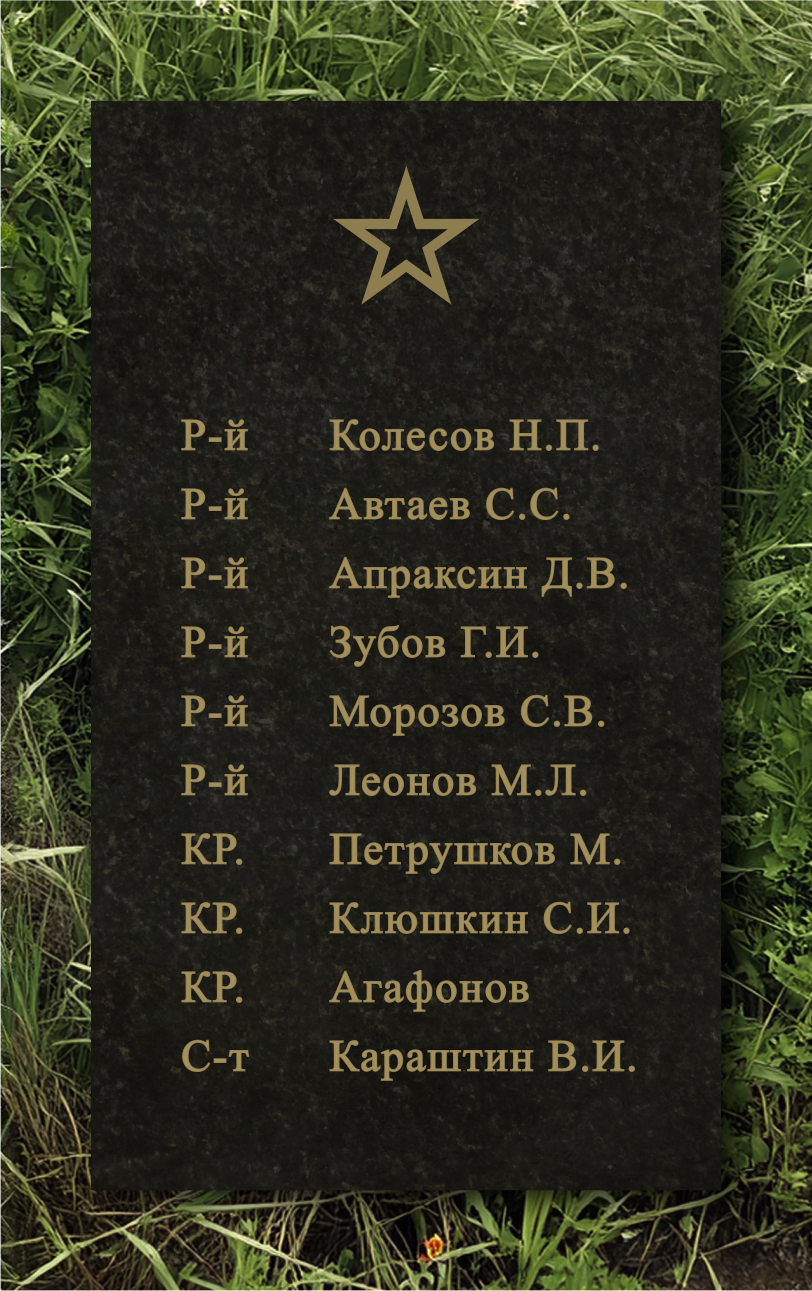 Р-й Колесов Н.П.
Р-й Автаев С.С.
Р-й Апраксин Д.В.
Р-й Зубов Г.И.
Р-й Морозов С.В.
Р-й Леонов М.Л.
КР. Петрушков М.
КР. Клюшкин С.И.
КР. Агафонов
С-т Караштин В.И.